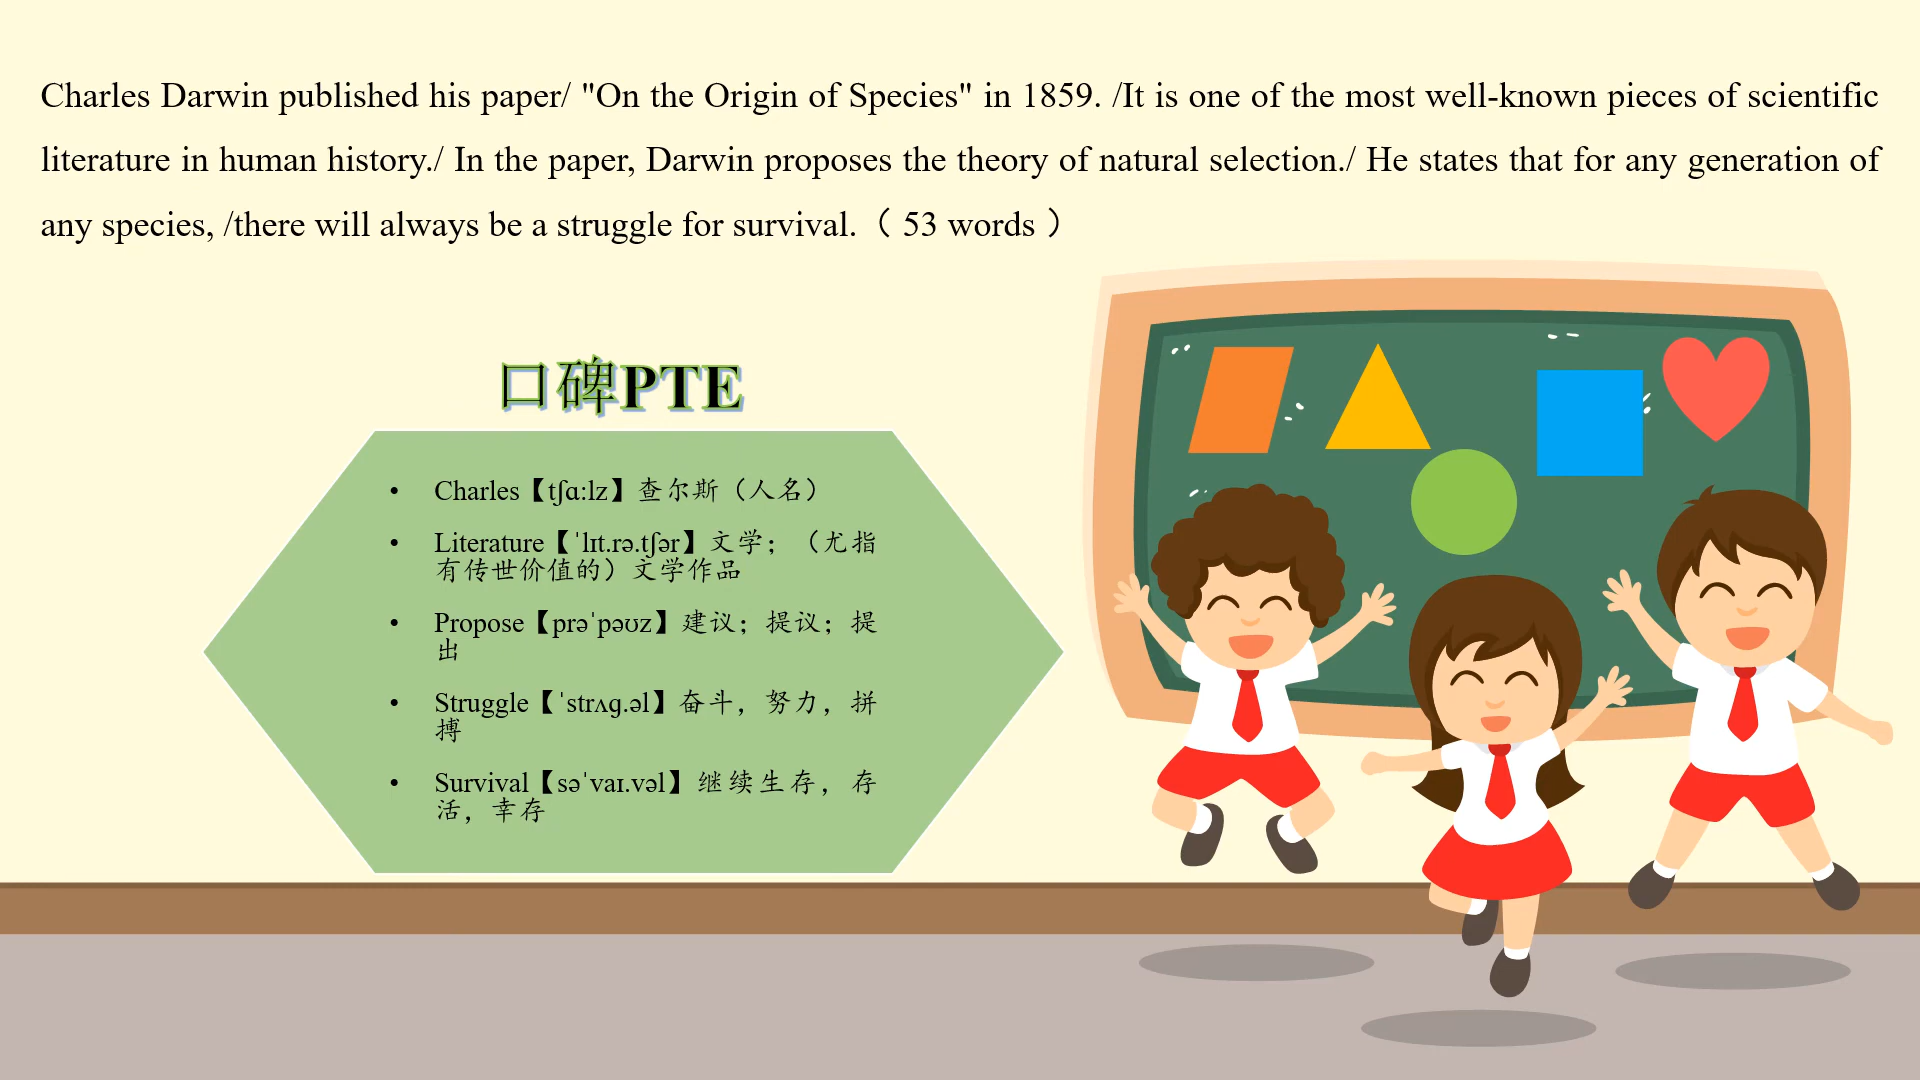 Charles Darwin published his paper/ "On the Origin of Species" in 1859. /It is one of the most well-known pieces of scientific
literature in human history./ In the paper, Darwin proposes the theory of natural selection./ He states that for any generation of
any species, /there will always be a struggle for survival.（ 53 words ）
口碑PTE
• Charles【tʃɑ:lz】查尔斯（人名）
• Literature【ˈlɪt.rə.tʃər】文学；（尤指
有传世价值的）文学作品
• Propose【prəˈpəʊz】建议；提议；提
出
• Struggle【ˈstrʌɡ.əl】奋斗，努力，拼
搏
• Survival【səˈvaɪ.vəl】继续生存，存
活，幸存